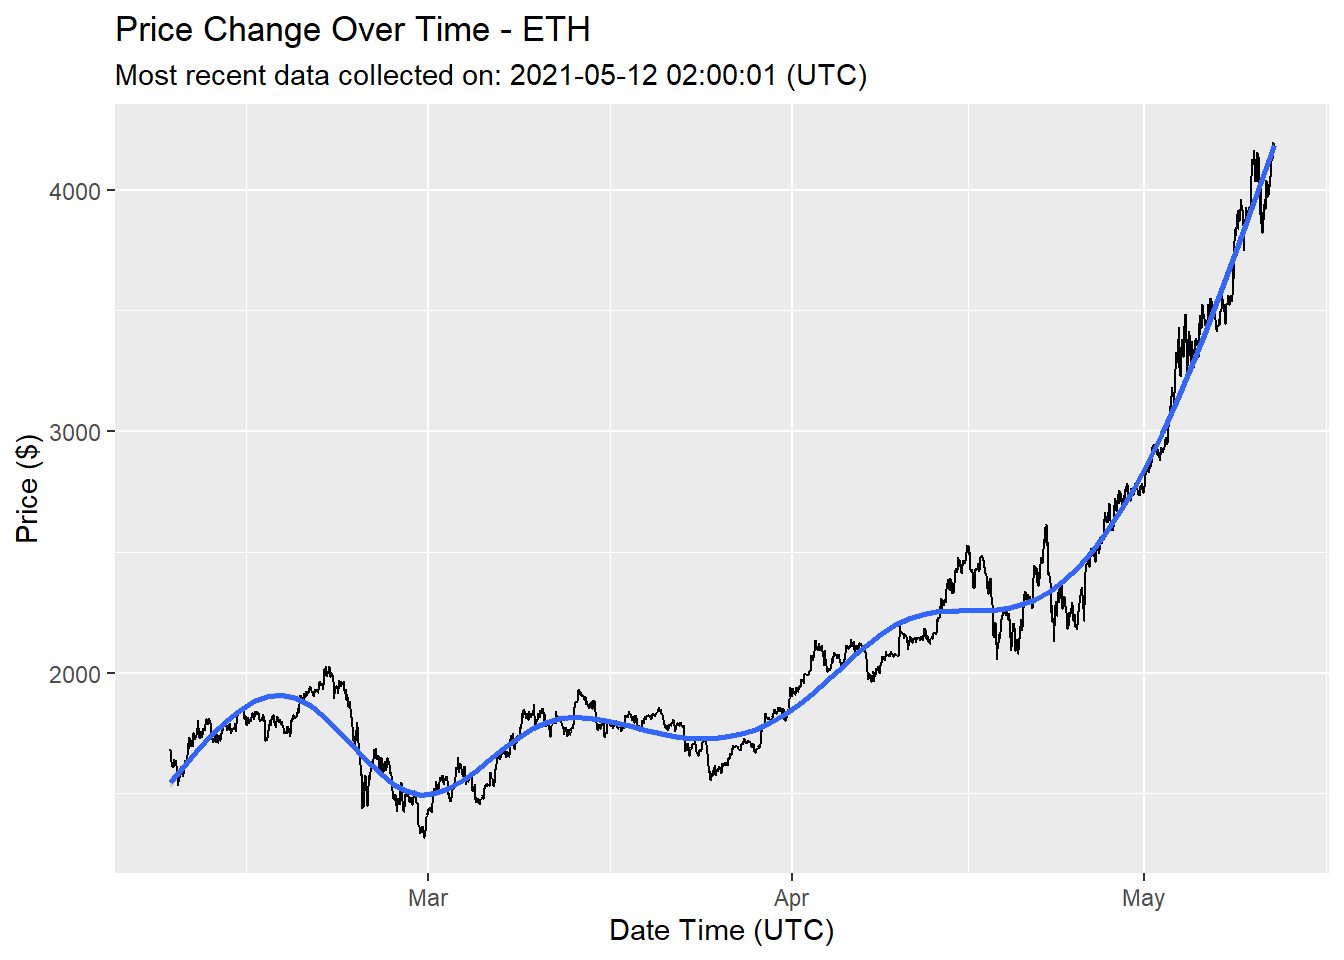 Price Change Over Time - ETH
Most recent data collected on: 2021-05-12 02:00:01 (UTC)
4000
3000
2000
Price ($)
Mar
Apr
May
Date Time (UTC)